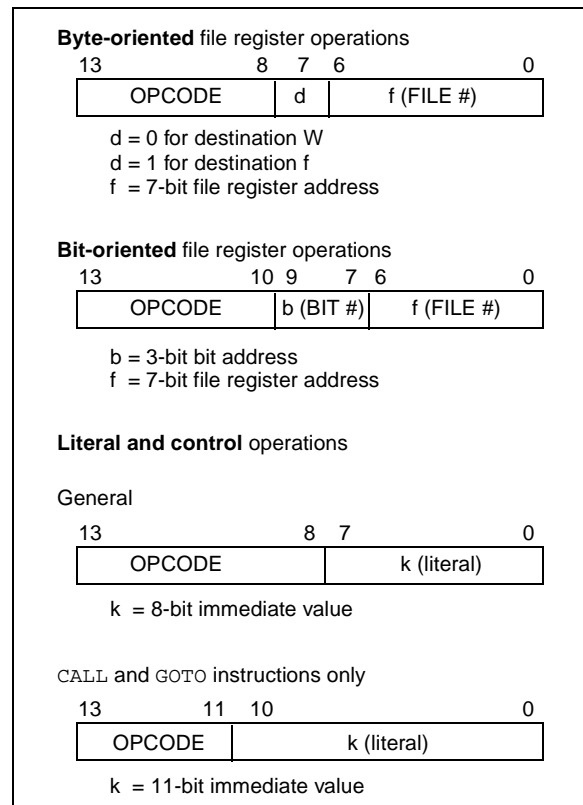 Byte-oriented file register operations
13 8 7 6 0
OPCODE d f (FILE #)
d = 0 for destination W
d = 1 for destination f
f = 7-bit file register address
Bit-oriented file register operations
13 10 9 7 6 0
OPCODE b (BIT #) f (FILE #)
b = 3-bit bit address
f = 7-bit file register address
Literal and control operations
General
13 8 7 0
OPCODE k (literal)
k = 8-bit immediate value
CALL and GOTO instructions only
13 11 10 0
OPCODE k (literal)
k = 11-bit immediate value